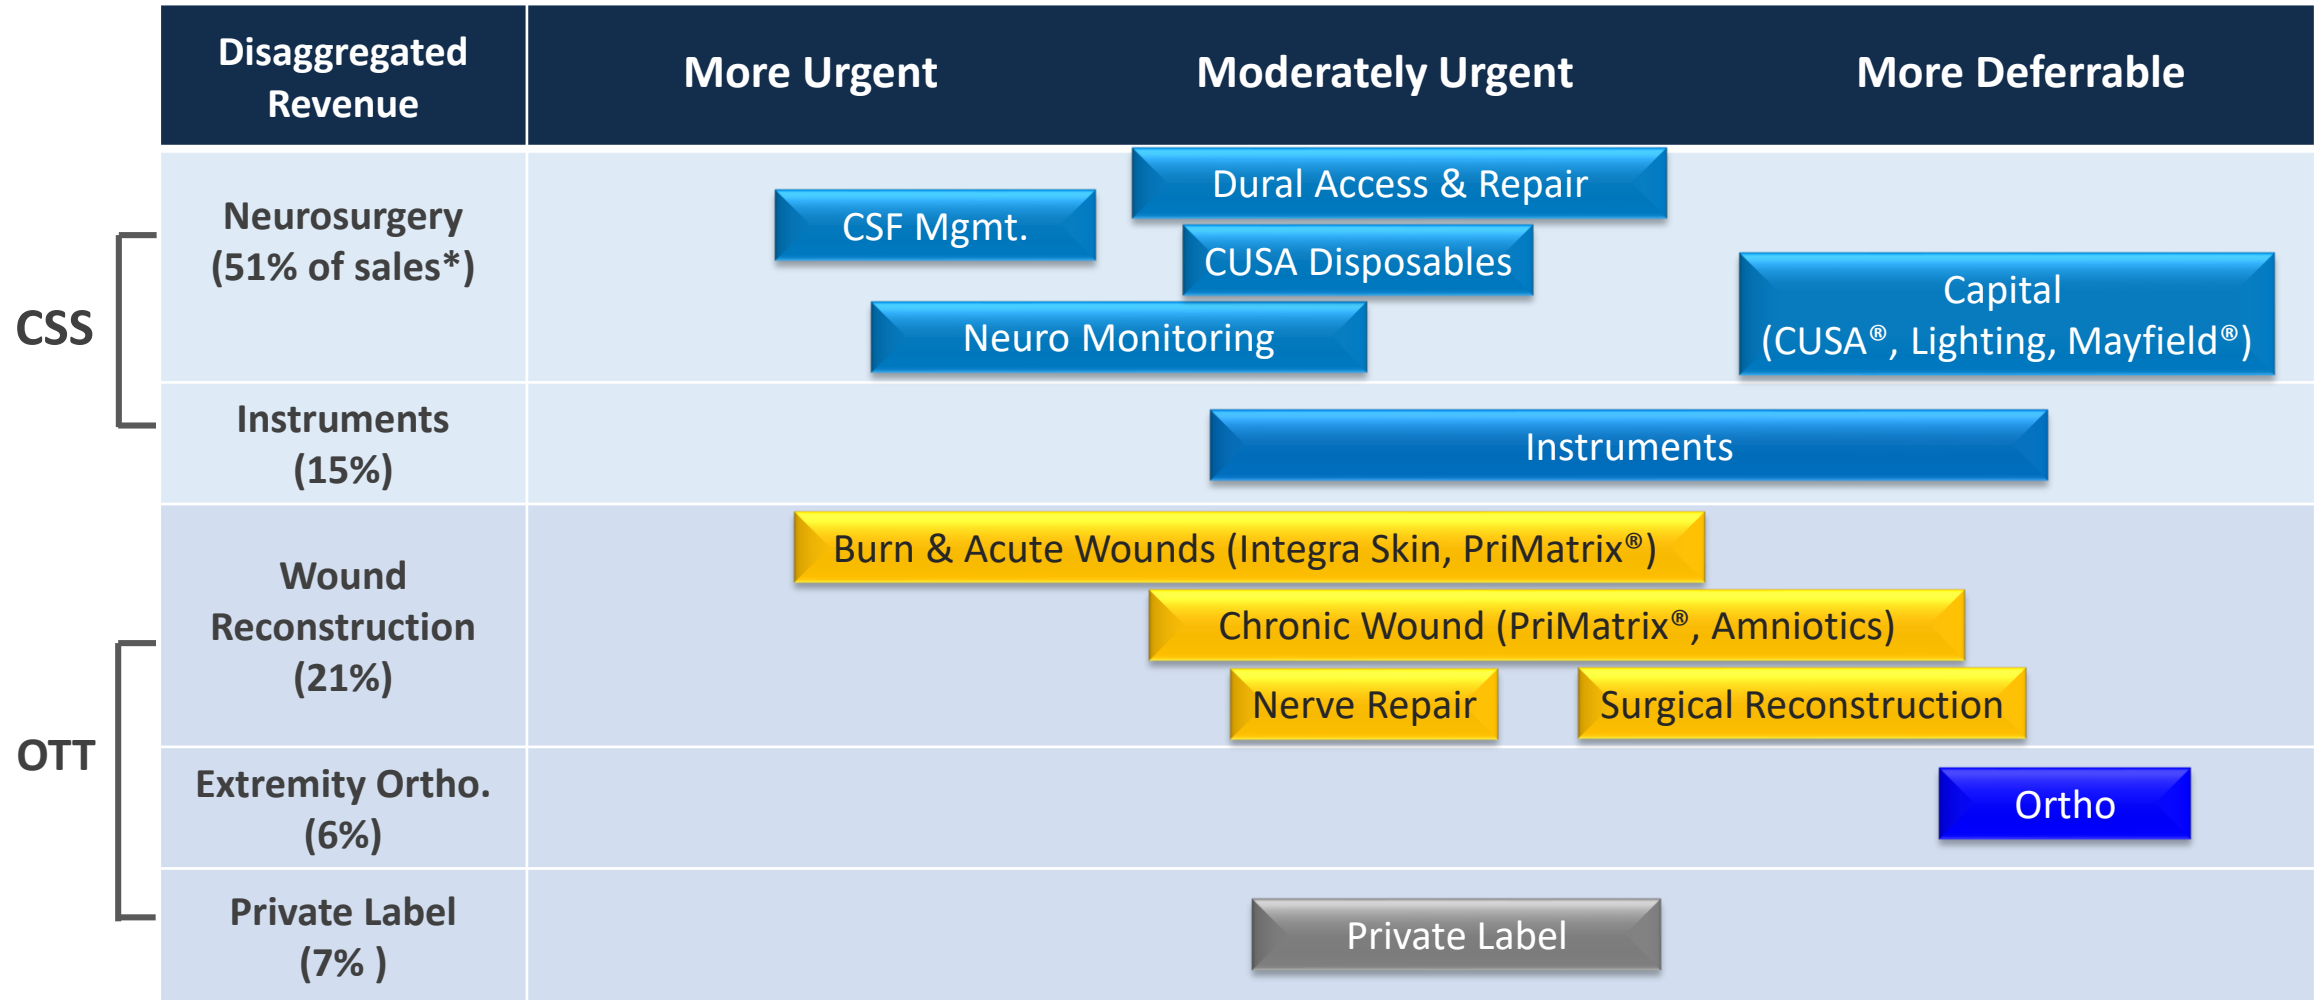 Disaggregated
Revenue
More Urgent
Moderately Urgent
More Deferrable
CSS
Neurosurgery
(51% of sales*)
CSF Mgmt.
Dural Access & Repair
CUSA Disposables
Neuro Monitoring
Capital
(CUSA®, Lighting, Mayfield®)
Instruments
(15%)
Instruments
OTT
Wound
Reconstruction
(21%)
Burn & Acute Wounds (Integra Skin, PriMatrix®)
Chronic Wound (PriMatrix®, Amniotics)
Nerve Repair
Surgical Reconstruction
Extremity Ortho.
(6%)
Ortho
Private Label
(7% )
Private Label